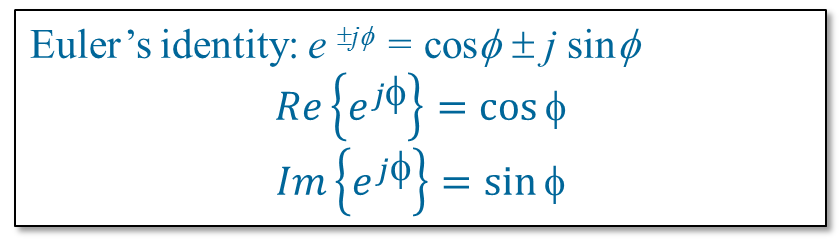 Euler's identity: e ^{±jϕ} = cosϕ ± j sinϕ
Re{e^{jϕ}} = cos ϕ
Im{e^{jϕ}} = sin ϕ